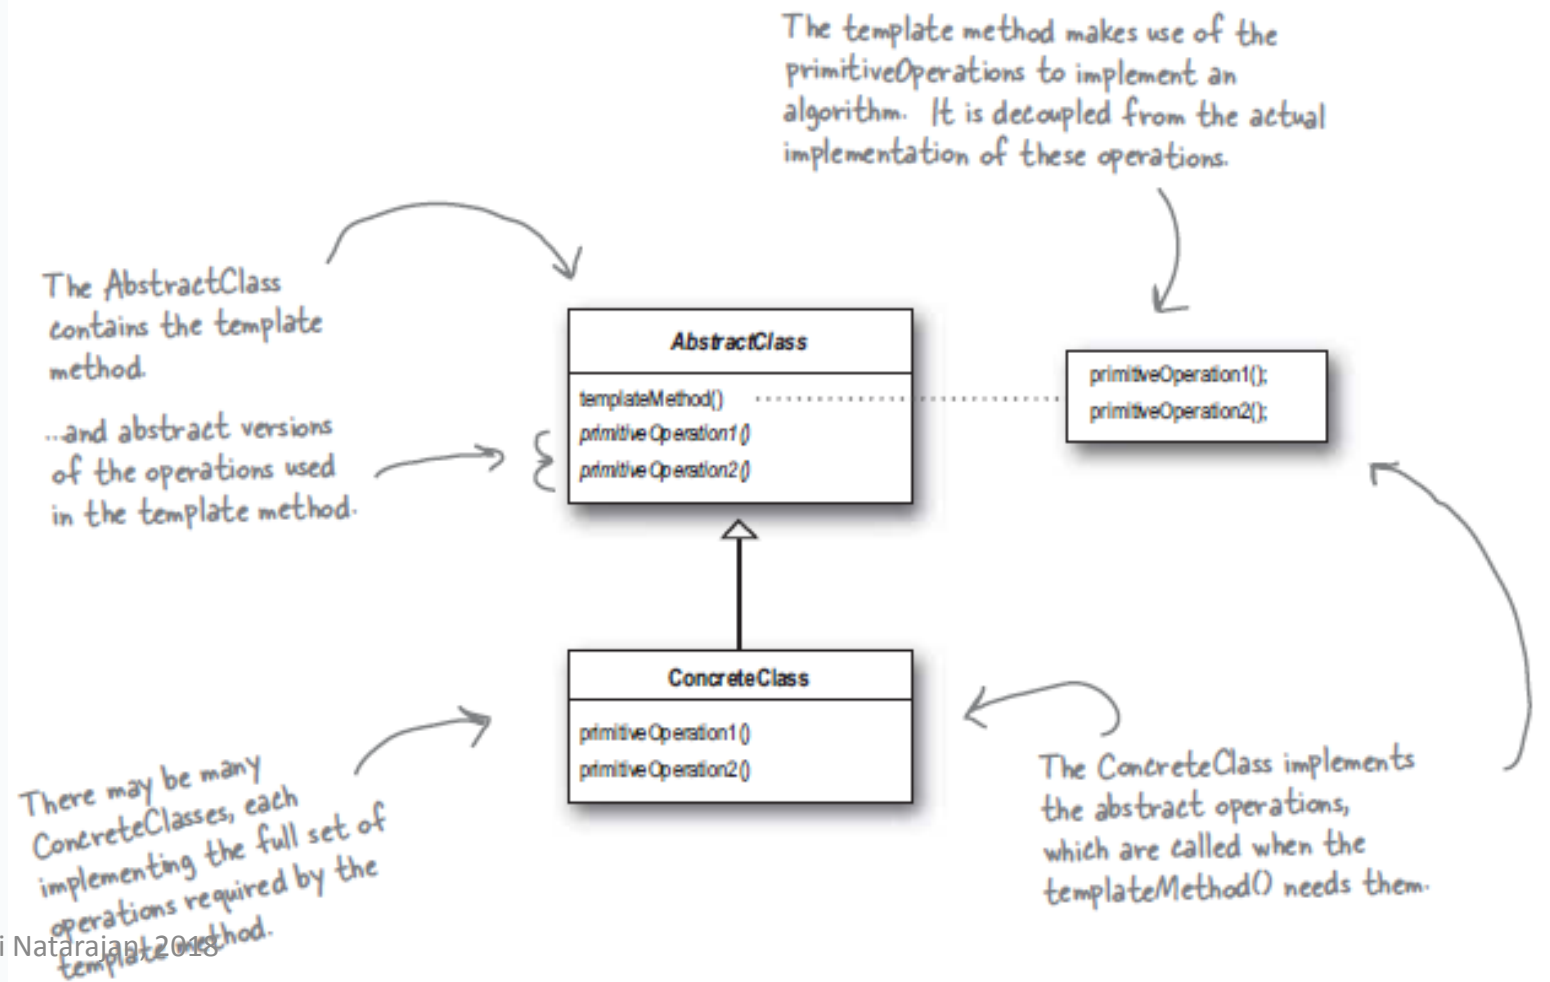 The template method makes use of the
primitiveOperations to implement an
algorithm. It is decoupled from the actual
implementation of these operations.
The AbstractClass
contains the template
method.
...and abstract versions
of the operations used
in the template method.
AbstractClass
templateMethod()
primitiveOperation1()
primitiveOperation2()
primitiveOperation1();
primitiveOperation2();
ConcreteClass
primitiveOperation1()
primitiveOperation2()
There may be many
ConcreteClasses, each
implementing the full set of
operations required by the
template method.
The ConcreteClass implements
the abstract operations,
which are called when the
templateMethod() needs them.
i Natarajan, 2018